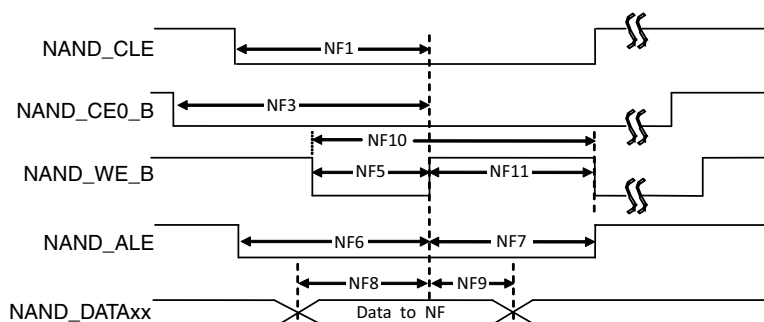 NAND_CLE
NF1
NAND_CE0_B
NF3
NF10
NAND_WE_B
NF5
NF11
NAND_ALE
NF6
NF7
NF8
NF9
NAND_DATAxx
Data to NF